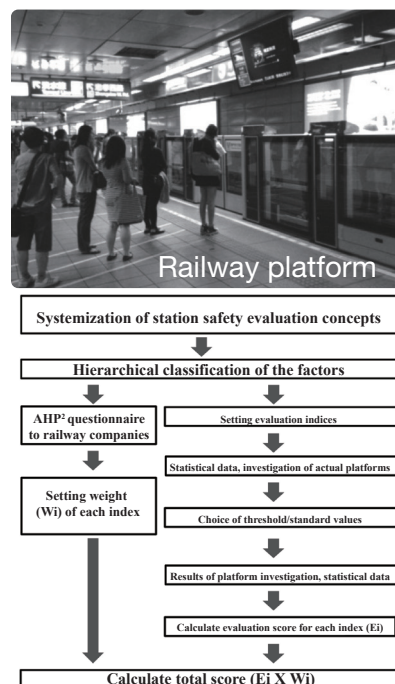 Railway platform
Systemization of station safety evaluation concepts
Hierarchical classification of the factors
AHP² questionnaire
to railway companies
Setting weight
(Wi) of each index
Setting evaluation indices
Statistical data, investigation of actual platforms
Choice of threshold/standard values
Results of platform investigation, statistical data
Calculate evaluation score for each index (Ei)
Calculate total score (Ei X Wi)